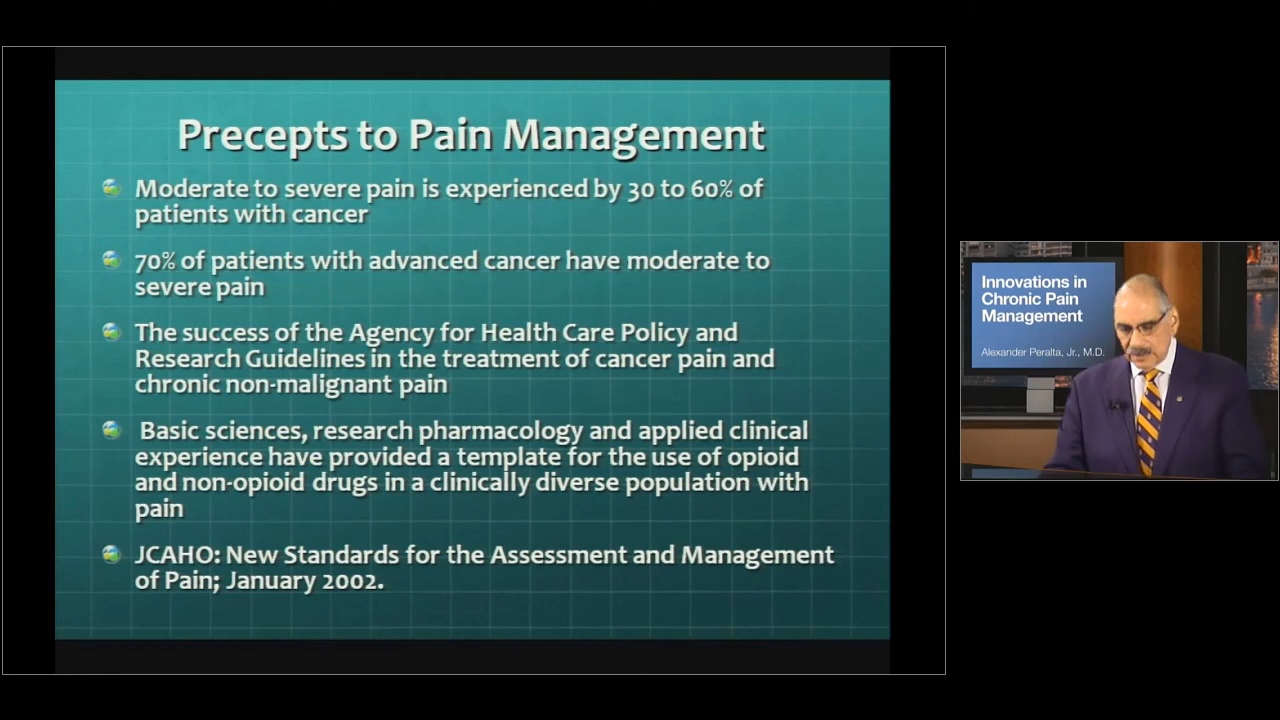 Precepts to Pain Management
Moderate to severe pain is experienced by 30 to 60% of
patients with cancer
70% of patients with advanced cancer have moderate to
severe pain
The success of the Agency for Health Care Policy and
Research Guidelines in the treatment of cancer pain and
chronic non-malignant pain
Basic sciences, research pharmacology and applied clinical
experience have provided a template for the use of opioid
and non-opioid drugs in a clinically diverse population with
pain
JCAHO: New Standards for the Assessment and Management
of Pain; January 2002.
Innovations in
Chronic Pain
Management
Alexander Peralta, Jr., M.D.